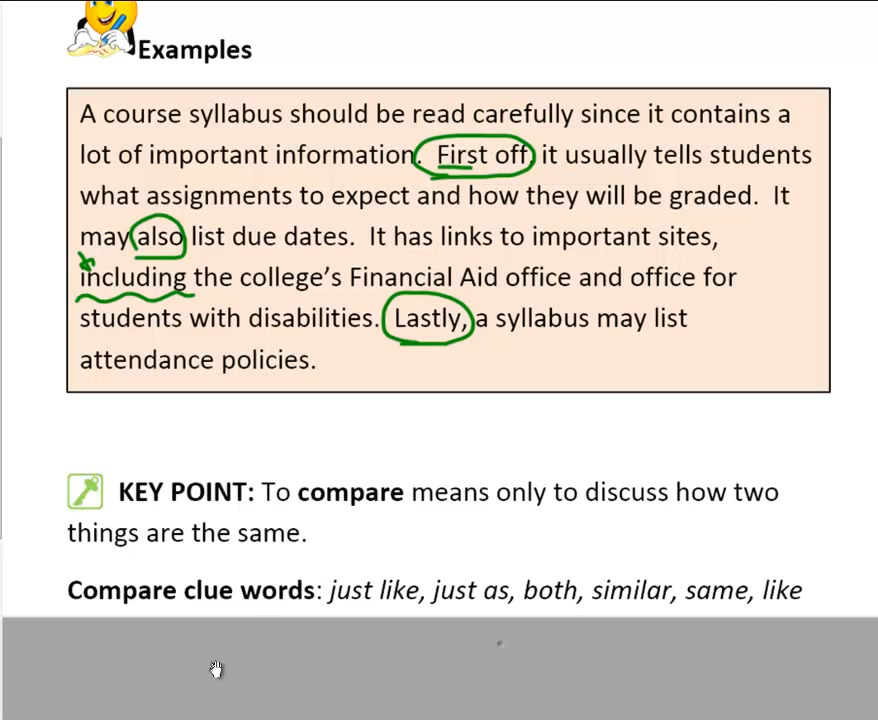 Examples
A course syllabus should be read carefully since it contains a
lot of important information. First off, it usually tells students
what assignments to expect and how they will be graded. It
may also list due dates. It has links to important sites,
including the college’s Financial Aid office and office for
students with disabilities. Lastly, a syllabus may list
attendance policies.
KEY POINT: To compare means only to discuss how two
things are the same.
Compare clue words: just like, just as, both, similar, same, like